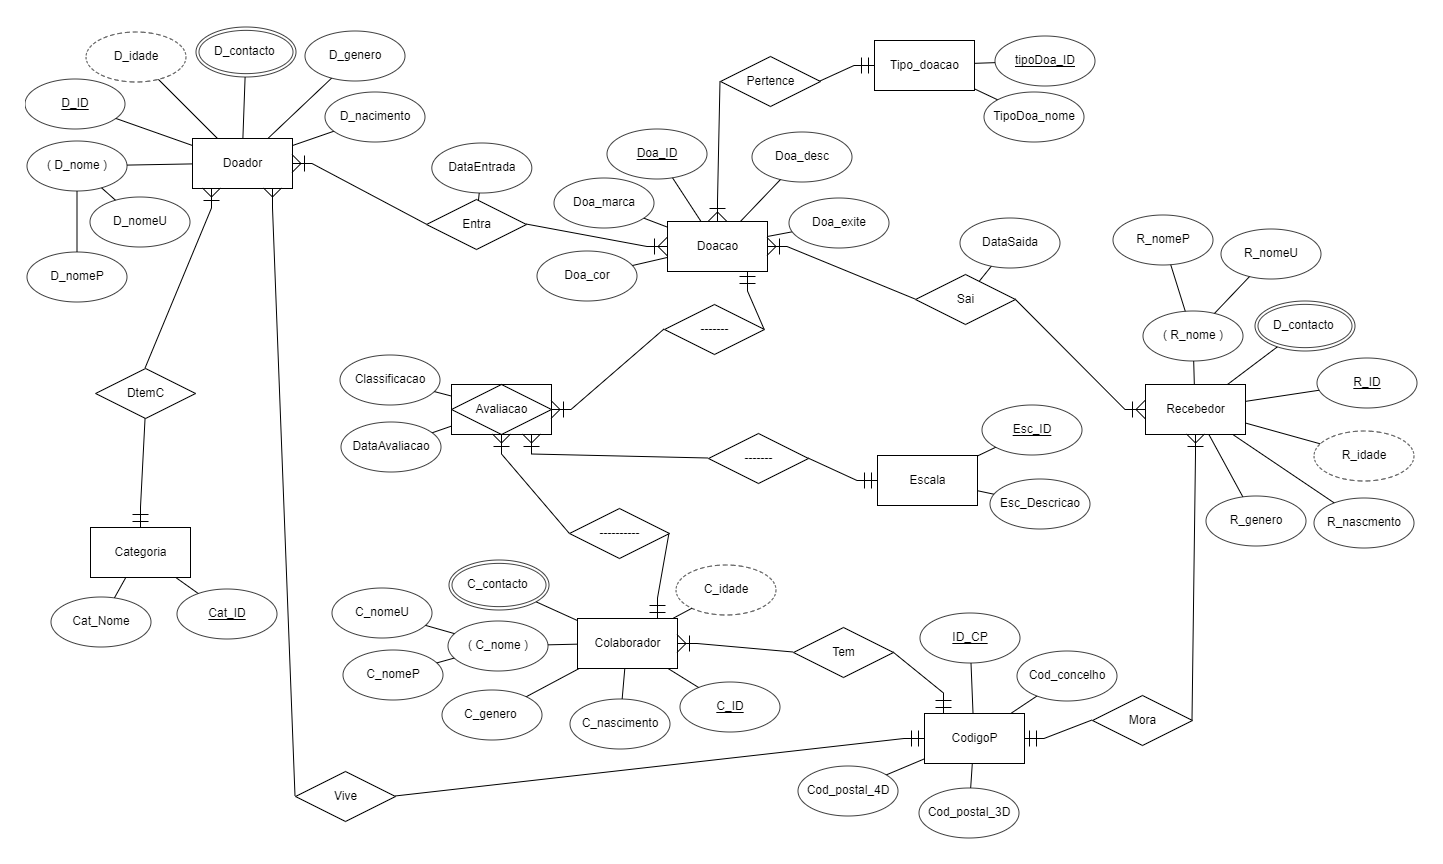 D_idade
D_contacto
D_genero
D_ID
D_nacimento
( D_nome )
Doador
D_nomeU
D_nomeP
DataEntrada
Entra
Pertence
Tipo_doacao
tipoDoa_ID
TipoDoa_nome
Doa_ID
Doa_desc
Doa_marca
Doa_exite
Doacao
Doa_cor
DataSaida
Sai
R_nomeP
R_nomeU
( R_nome )
D_contacto
R_ID
Recebedor
R_idade
R_genero
R_nascmento
-------
Classificacao
Avaliacao
DataAvaliacao
DtemC
-------
Esc_ID
Escala
Esc_Descricao
----------
Categoria
Cat_Nome
Cat_ID
C_contacto
C_idade
C_nomeU
( C_nome )
Colaborador
C_nomeP
C_genero
C_nascimento
C_ID
Tem
ID_CP
Cod_concelho
CodigoP
Mora
Cod_postal_4D
Cod_postal_3D
Vive